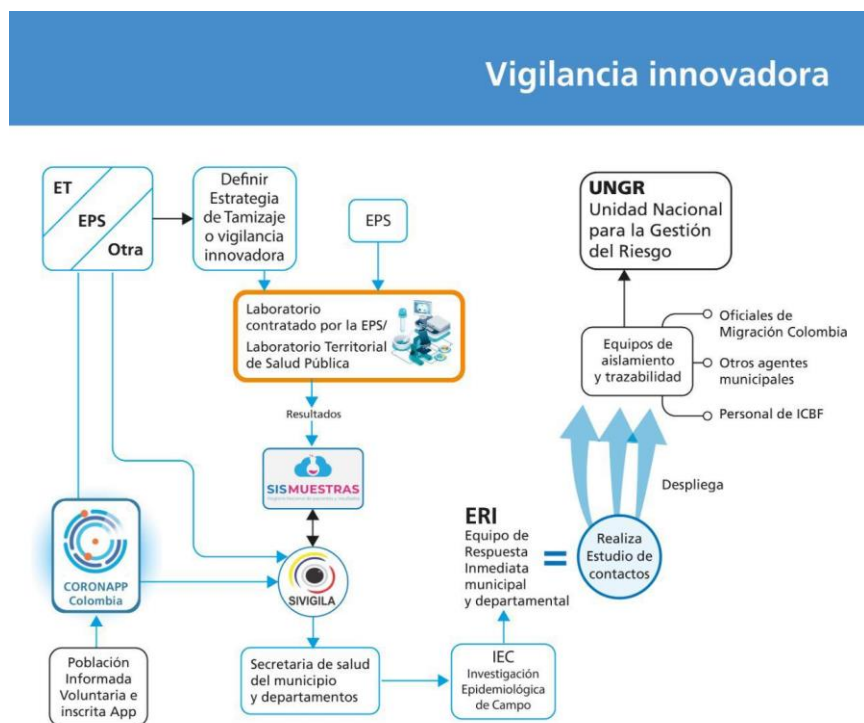 Vigilancia innovadora
ET
EPS
Otra
Definir
Estrategia
de Tamizaje
o vigilancia
innovadora
EPS
UNGR
Unidad Nacional
para la Gestión
del Riesgo
Laboratorio
contratado por la EPS/
Laboratorio Territorial
de Salud Pública
Equipos de
aislamiento
y trazabilidad
Oficiales de
Migración Colombia
Otros agentes
municipales
Personal de ICBF
Resultados
SISMUESTRAS
Despliega
ERI
Equipo de
Respuesta
Inmediata
municipal
y departamental
=
Realiza
Estudio de
contactos
CORONAPP
Colombia
SIVIGILA
Población
Informada
Voluntaria e
inscrita App
Secretaria de salud
del municipio
y departamentos
IEC
Investigación
Epidemiológica
de Campo